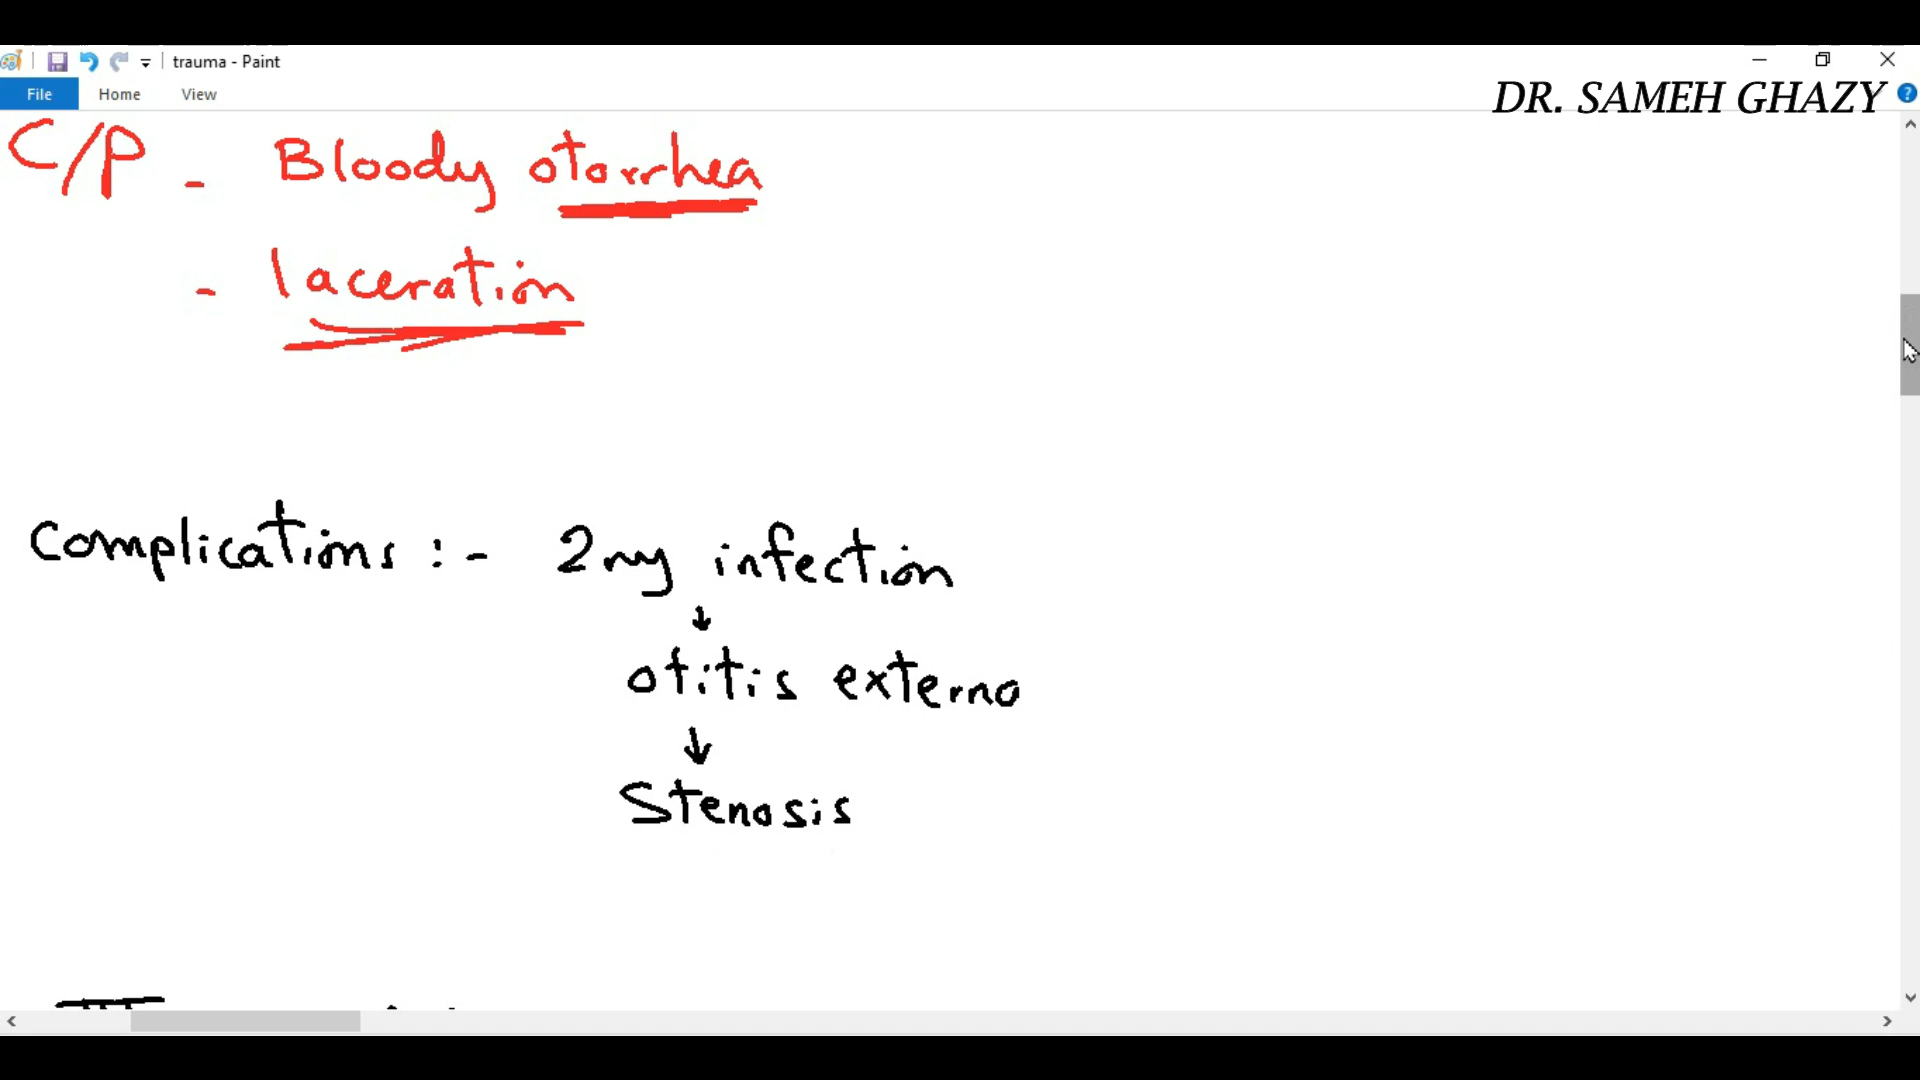 trauma - Paint
File Home View
DR. SAMEH GHAZY
C/P - Bloody otorrhea
- laceration
Complications :- 2ry infection
↓
otitis externa
↓
Stenosis